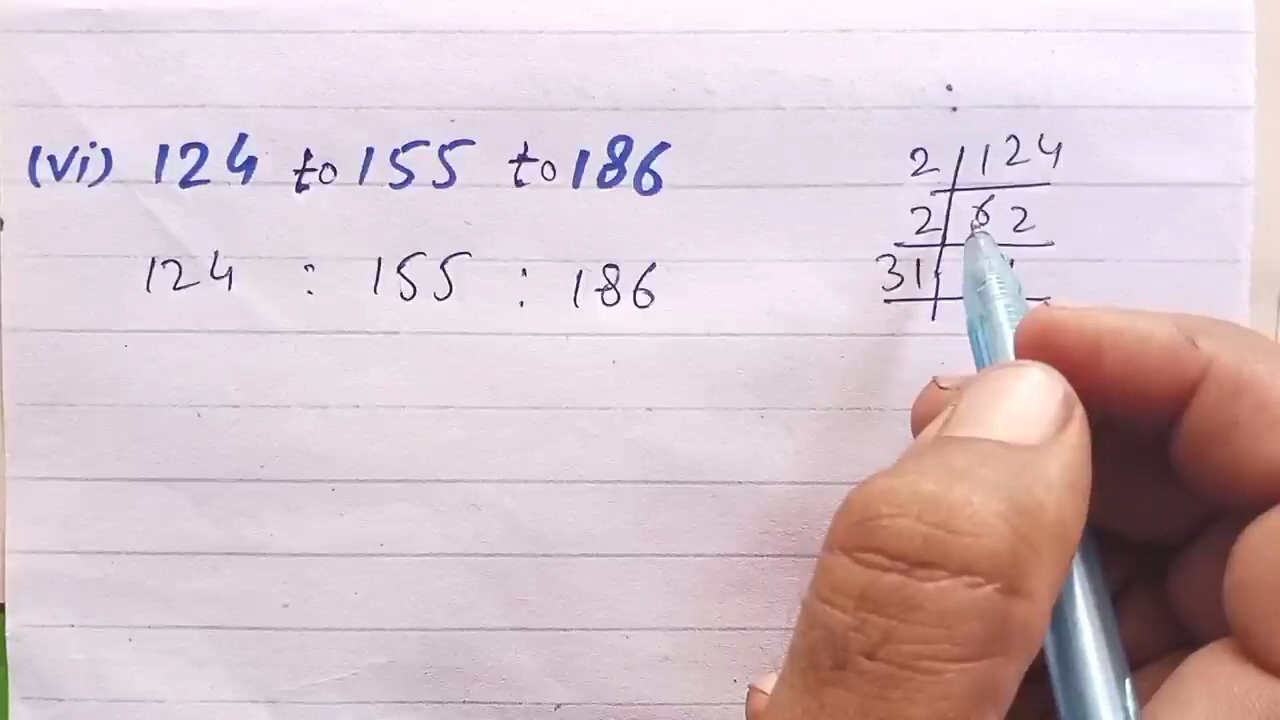 (vi) 124 to 155 to 186
124 : 155 : 186
2 124
2 62
31